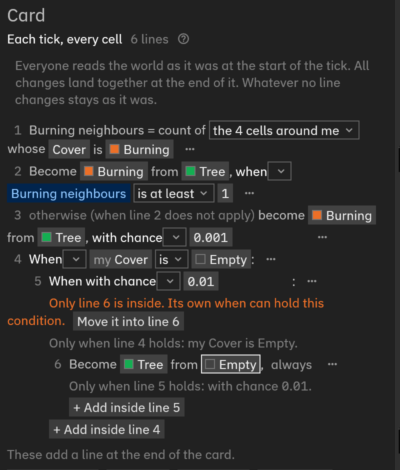 Card
Each tick, every cell 6 lines ?
Everyone reads the world as it was at the start of the tick. All
changes land together at the end of it. Whatever no line
changes stays as it was.
1 Burning neighbours = count of the 4 cells around me
whose Cover is Burning ...
2 Become Burning from Tree , when
Burning neighbours is at least 1 ...
3 otherwise (when line 2 does not apply) become Burning
from Tree , with chance 0.001 ...
4 When my Cover is Empty : ...
5 When with chance 0.01 : ...
Only line 6 is inside. Its own when can hold this
condition. Move it into line 6
Only when line 4 holds: my Cover is Empty.
6 Become Tree from Empty , always ...
Only when line 5 holds: with chance 0.01.
+ Add inside line 5
+ Add inside line 4
These add a line at the end of the card.